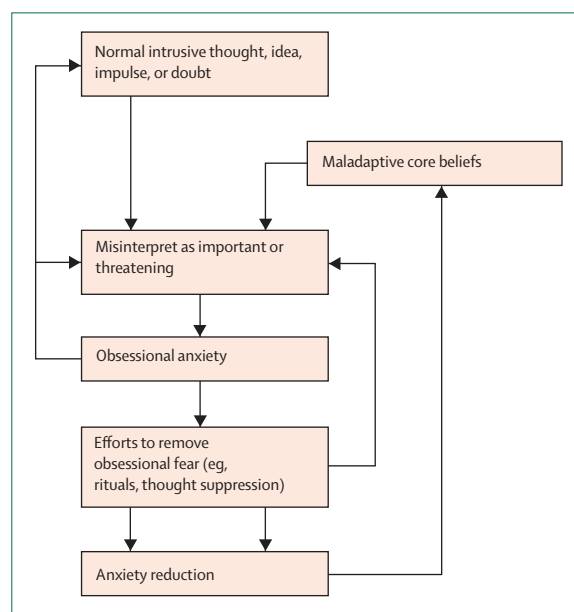 Normal intrusive thought, idea,
impulse, or doubt
Maladaptive core beliefs
Misinterpret as important or
threatening
Obsessional anxiety
Efforts to remove
obsessional fear (eg,
rituals, thought suppression)
Anxiety reduction